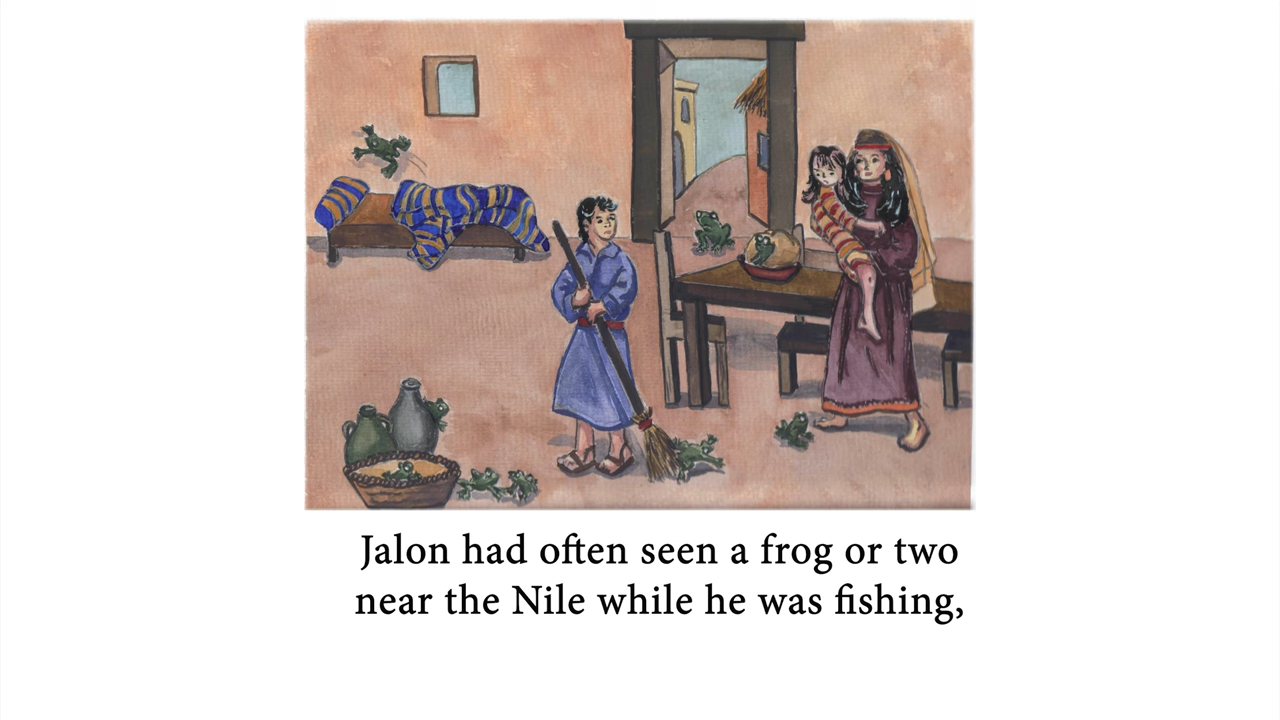 Jalon had often seen a frog or two
near the Nile while he was fishing,